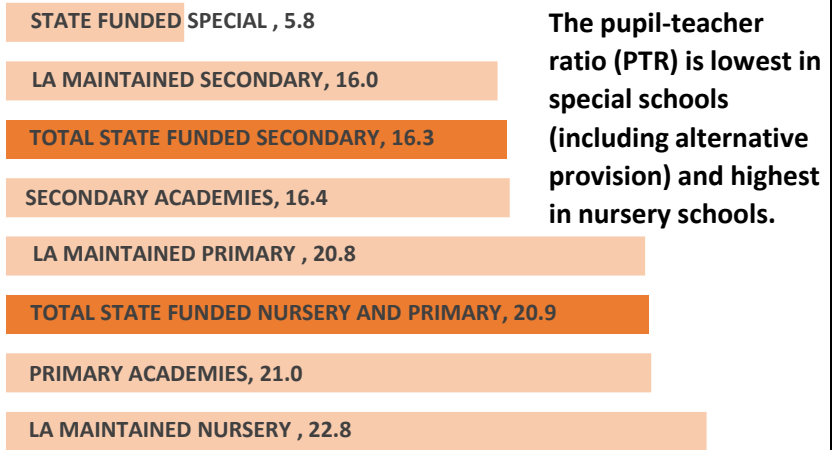 STATE FUNDED SPECIAL , 5.8
LA MAINTAINED SECONDARY, 16.0
TOTAL STATE FUNDED SECONDARY, 16.3
SECONDARY ACADEMIES, 16.4
LA MAINTAINED PRIMARY , 20.8
TOTAL STATE FUNDED NURSERY AND PRIMARY, 20.9
PRIMARY ACADEMIES, 21.0
LA MAINTAINED NURSERY , 22.8
The pupil-teacher
ratio (PTR) is lowest in
special schools
(including alternative
provision) and highest
in nursery schools.